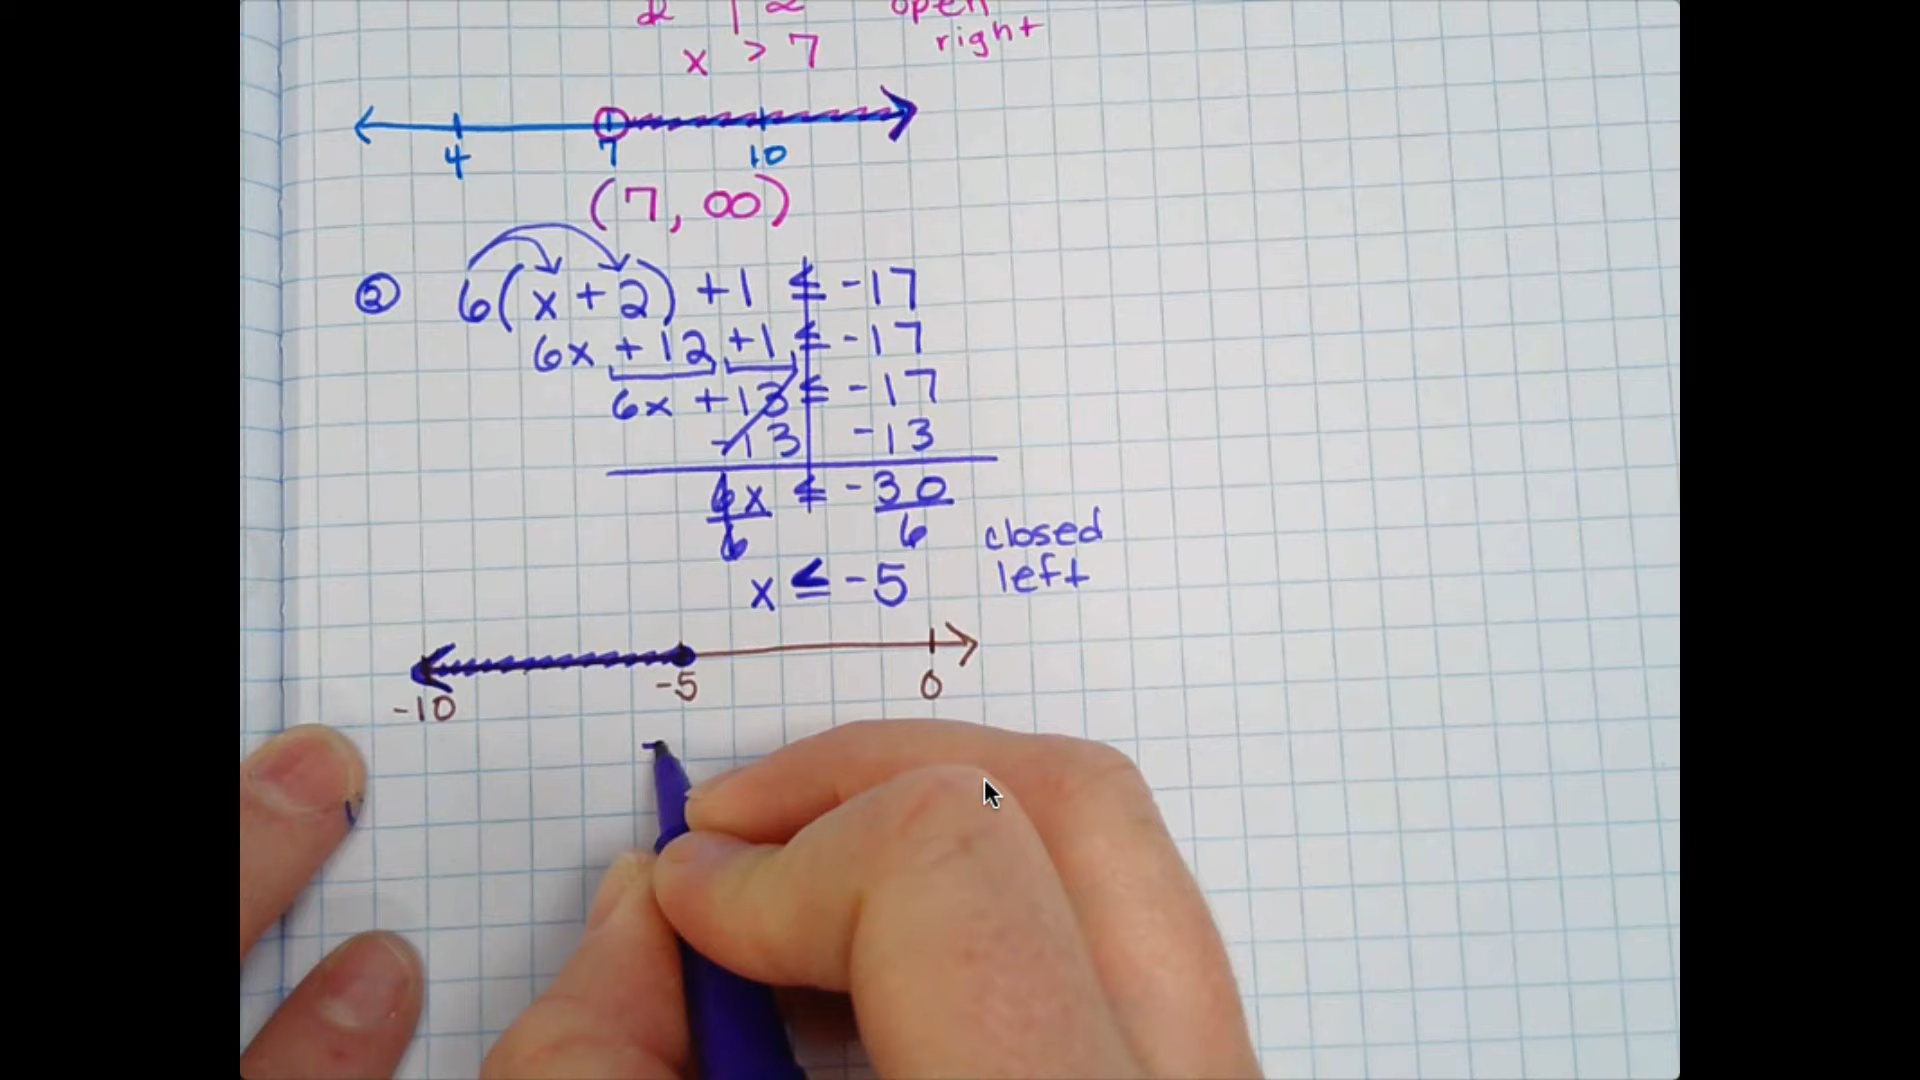 open
right
x > 7
4 7 10
(7, ∞)
② 6(x + 2) + 1 ≤ -17
6x + 12 + 1 ≤ -17
6x + 13 ≤ -17
-13 -13
6x ≤ -30
6 6
closed
left
x ≤ -5
-10 -5 0
-